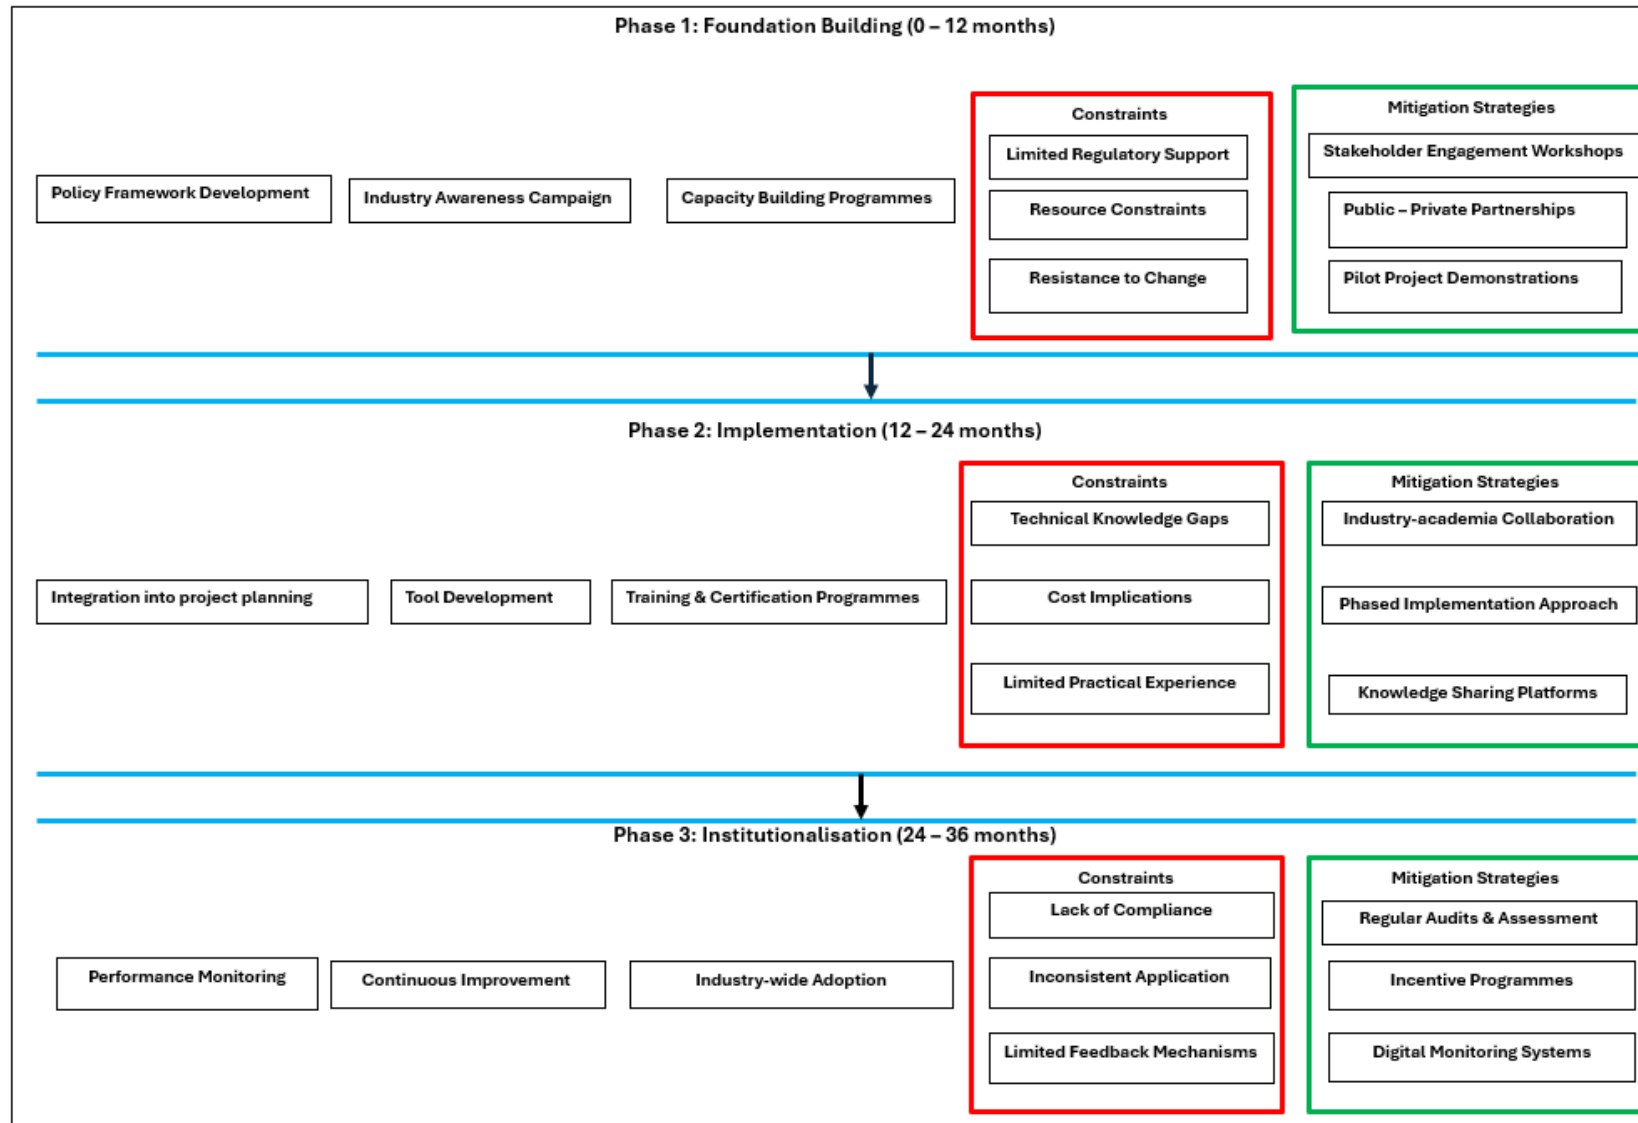 Phase 1: Foundation Building (0 – 12 months)
Policy Framework Development
Industry Awareness Campaign
Capacity Building Programmes
Constraints
Limited Regulatory Support
Resource Constraints
Resistance to Change
Mitigation Strategies
Stakeholder Engagement Workshops
Public – Private Partnerships
Pilot Project Demonstrations
Phase 2: Implementation (12 – 24 months)
Integration into project planning
Tool Development
Training & Certification Programmes
Constraints
Technical Knowledge Gaps
Cost Implications
Limited Practical Experience
Mitigation Strategies
Industry-academia Collaboration
Phased Implementation Approach
Knowledge Sharing Platforms
Phase 3: Institutionalisation (24 – 36 months)
Performance Monitoring
Continuous Improvement
Industry-wide Adoption
Constraints
Lack of Compliance
Inconsistent Application
Limited Feedback Mechanisms
Mitigation Strategies
Regular Audits & Assessment
Incentive Programmes
Digital Monitoring Systems